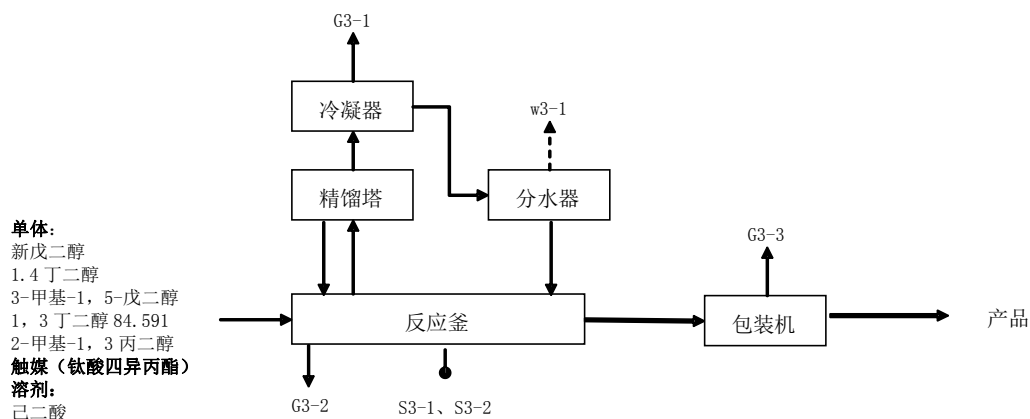 G3-1
冷凝器
w3-1
精馏塔
分水器
单体：
新戊二醇
1.4 丁二醇
3-甲基-1，5-戊二醇
1，3 丁二醇 84.591
2-甲基-1，3 丙二醇
触媒（钛酸四异丙酯）
溶剂：
己二酸
G3-3
反应釜
包装机
产品
G3-2
S3-1、S3-2